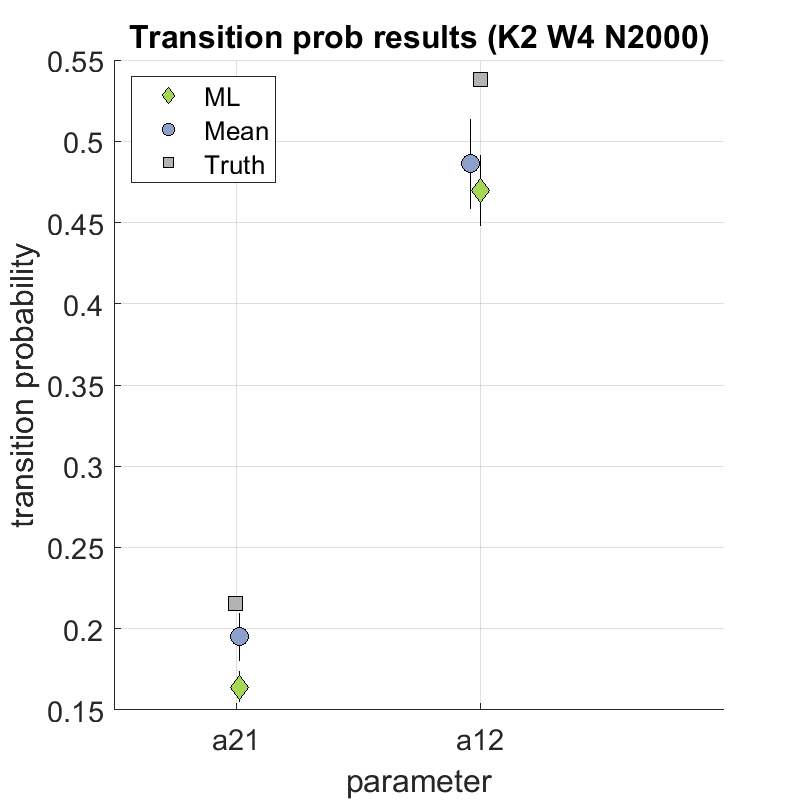 Transition prob results (K2 W4 N2000)
ML
Mean
Truth
0.55
0.5
0.45
0.4
0.35
0.3
0.25
0.2
0.15
transition probability
a21
a12
parameter